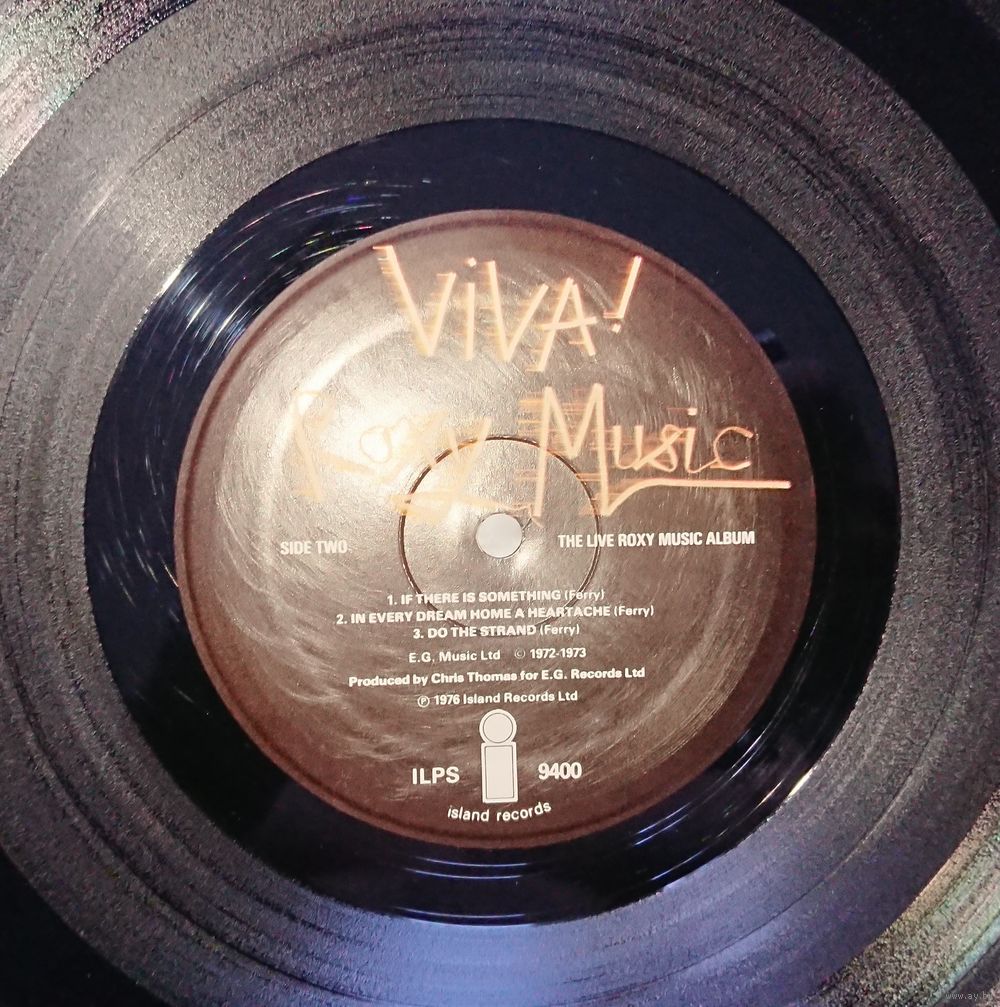 ViVA!
Roxy Music
SIDE TWO
THE LIVE ROXY MUSIC ALBUM
1. IF THERE IS SOMETHING (Ferry)
2. IN EVERY DREAM HOME A HEARTACHE (Ferry)
3. DO THE STRAND (Ferry)
E.G. Music Ltd © 1972-1973
Produced by Chris Thomas for E.G. Records Ltd
℗ 1976 Island Records Ltd
ILPS 9400
island records